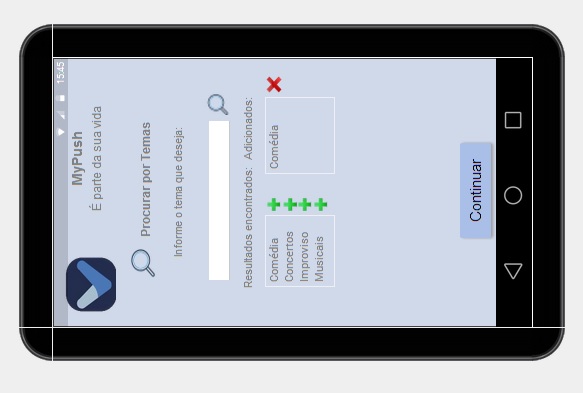 15:45
MyPush
É parte da sua vida
Procurar por Temas
Informe o tema que deseja:
Resultados encontrados: Adicionados:
Comédia Comédia
Concertos
Improviso
Musicais
Continuar